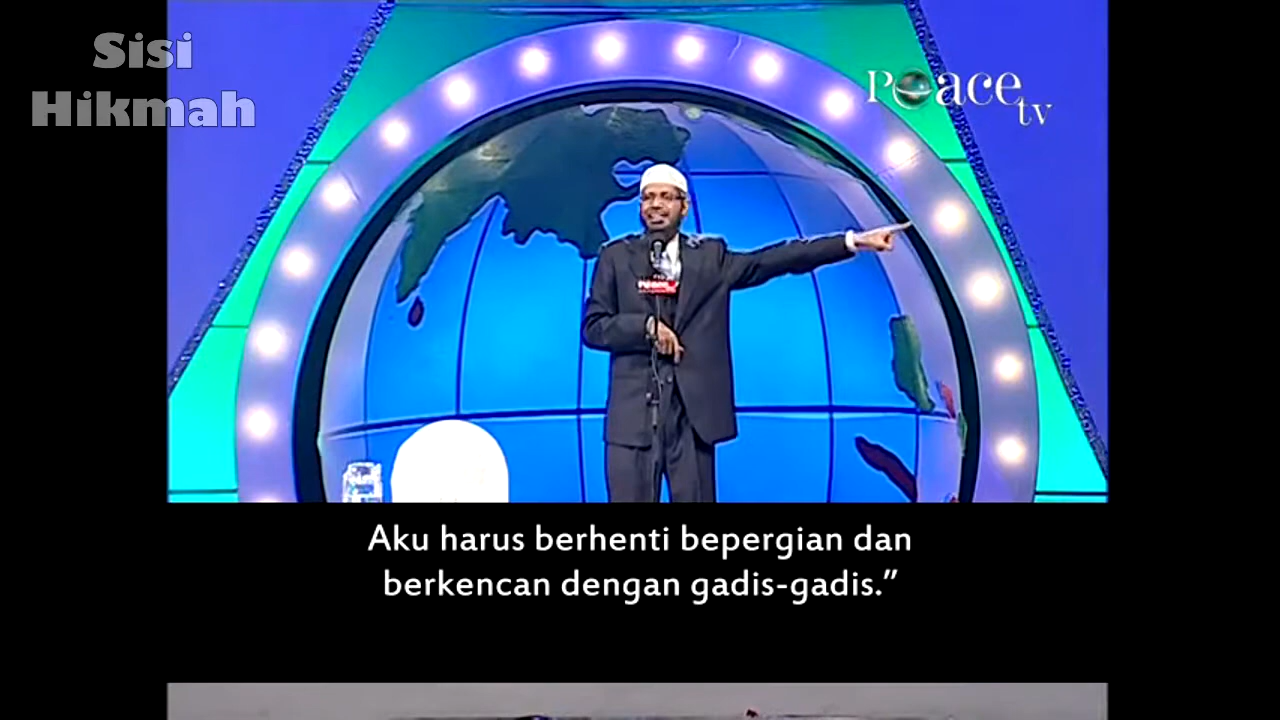 Sisi
Hikmah
Peace
tv
Aku harus berhenti bepergian dan
berkencan dengan gadis-gadis.”